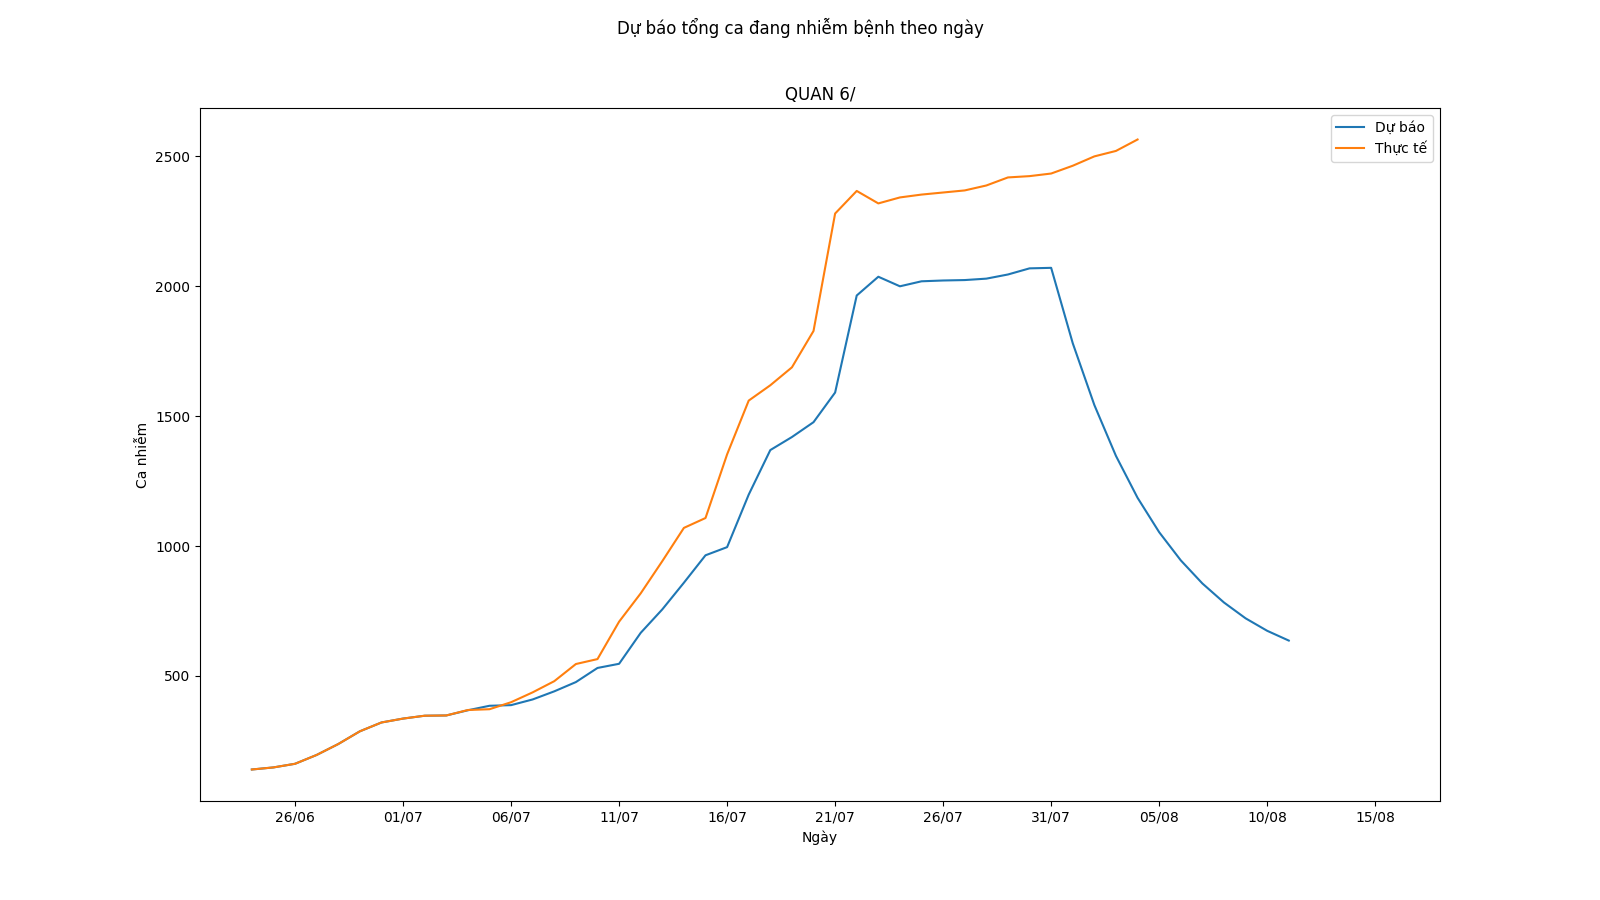 Dự báo tổng ca đang nhiễm bệnh theo ngày
QUAN 6/
Dự báo
Thực tế
2500
2000
1500
1000
500
Ca nhiễm
26/06
01/07
06/07
11/07
16/07
21/07
26/07
31/07
05/08
10/08
15/08
Ngày